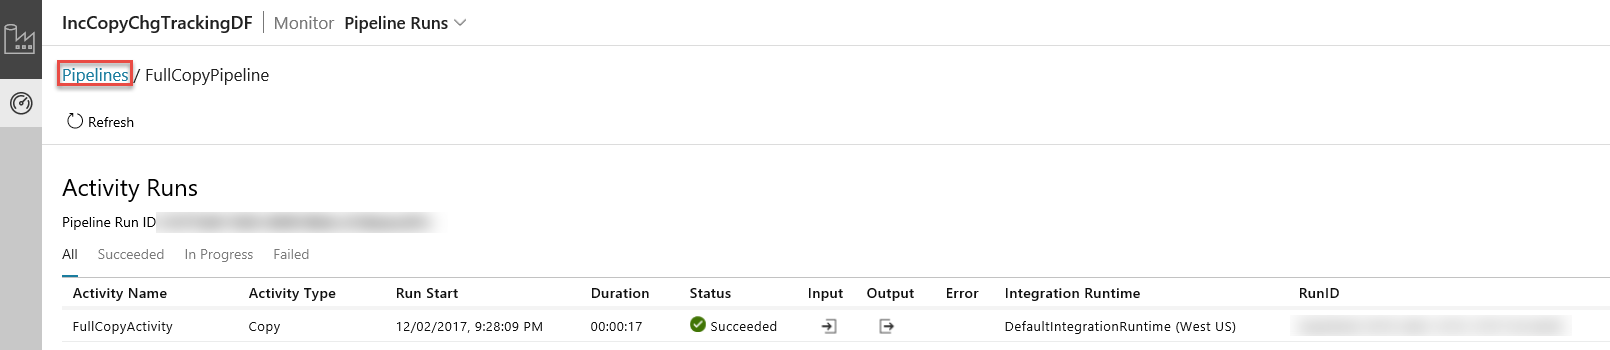 IncCopyChgTrackingDF Monitor Pipeline Runs
Pipelines / FullCopyPipeline
Refresh
Activity Runs
Pipeline Run ID
All Succeeded In Progress Failed
Activity Name Activity Type Run Start Duration Status Input Output Error Integration Runtime RunID
FullCopyActivity Copy 12/02/2017, 9:28:09 PM 00:00:17 Succeeded DefaultIntegrationRuntime (West US)